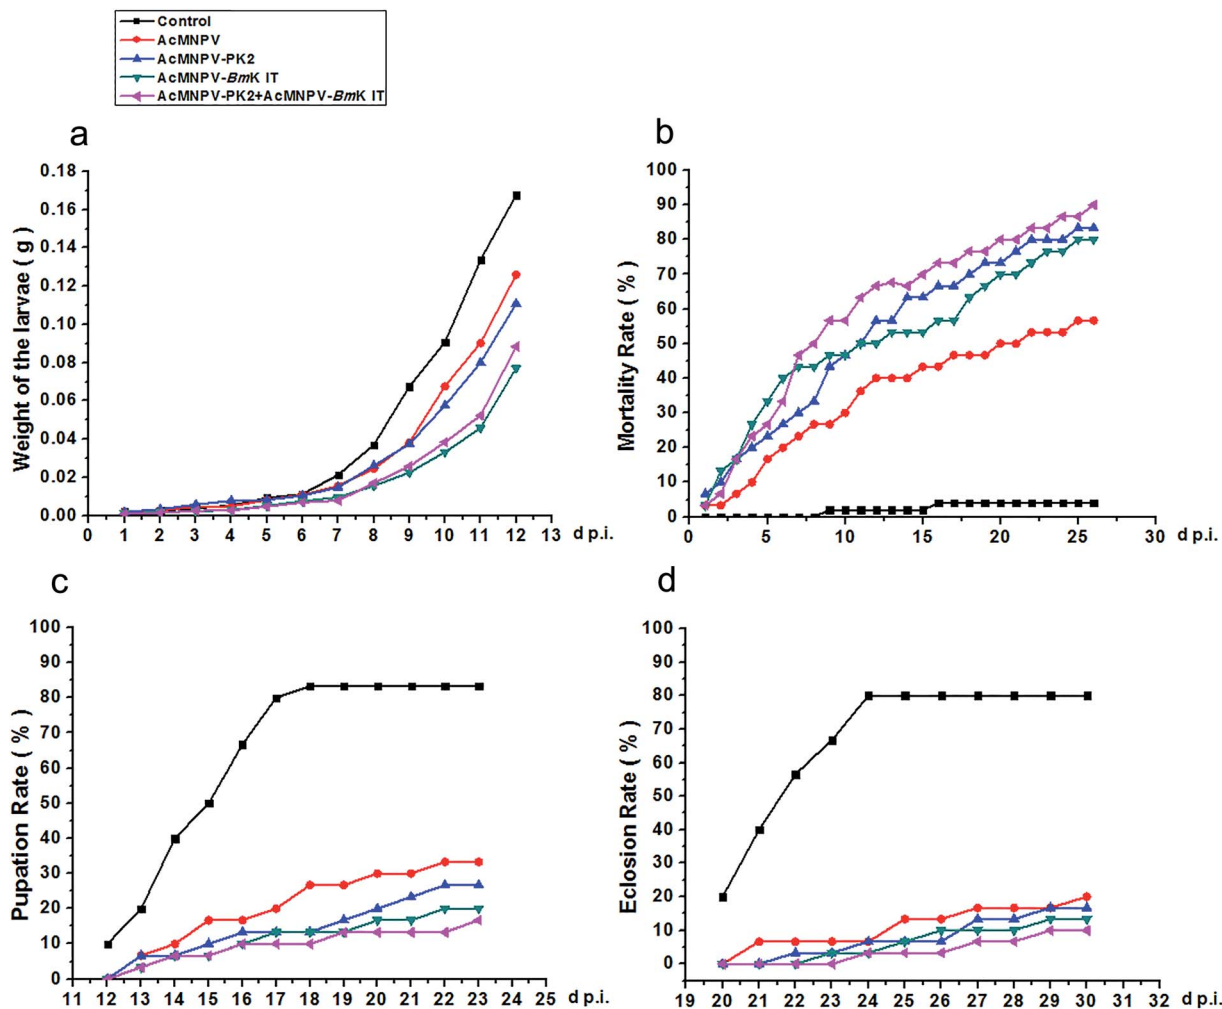 Control
AcMNPV
AcMNPV-PK2
AcMNPV-BmK IT
AcMNPV-PK2+AcMNPV-BmK IT
a
Weight of the larvae ( g )
0.18
0.16
0.14
0.12
0.10
0.08
0.06
0.04
0.02
0.00
0 1 2 3 4 5 6 7 8 9 10 11 12 13 d p.i.
b
Mortality Rate ( % )
100
90
80
70
60
50
40
30
20
10
0
0 5 10 15 20 25 30 d p.i.
c
Pupation Rate ( % )
100
90
80
70
60
50
40
30
20
10
0
11 12 13 14 15 16 17 18 19 20 21 22 23 24 25 d p.i.
d
Eclosion Rate ( % )
100
90
80
70
60
50
40
30
20
10
0
19 20 21 22 23 24 25 26 27 28 29 30 31 32 d p.i.